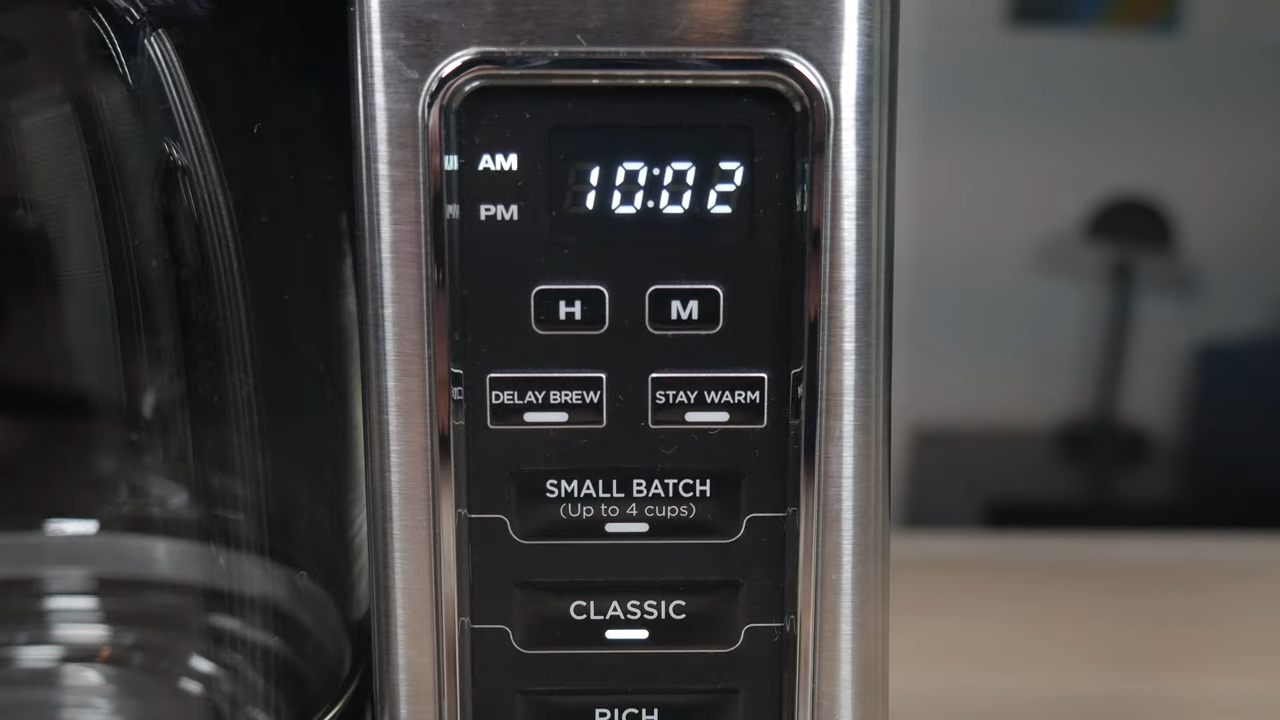 AM
10:02
PM
H
M
DELAY BREW
STAY WARM
SMALL BATCH
(Up to 4 cups)
CLASSIC
RICH